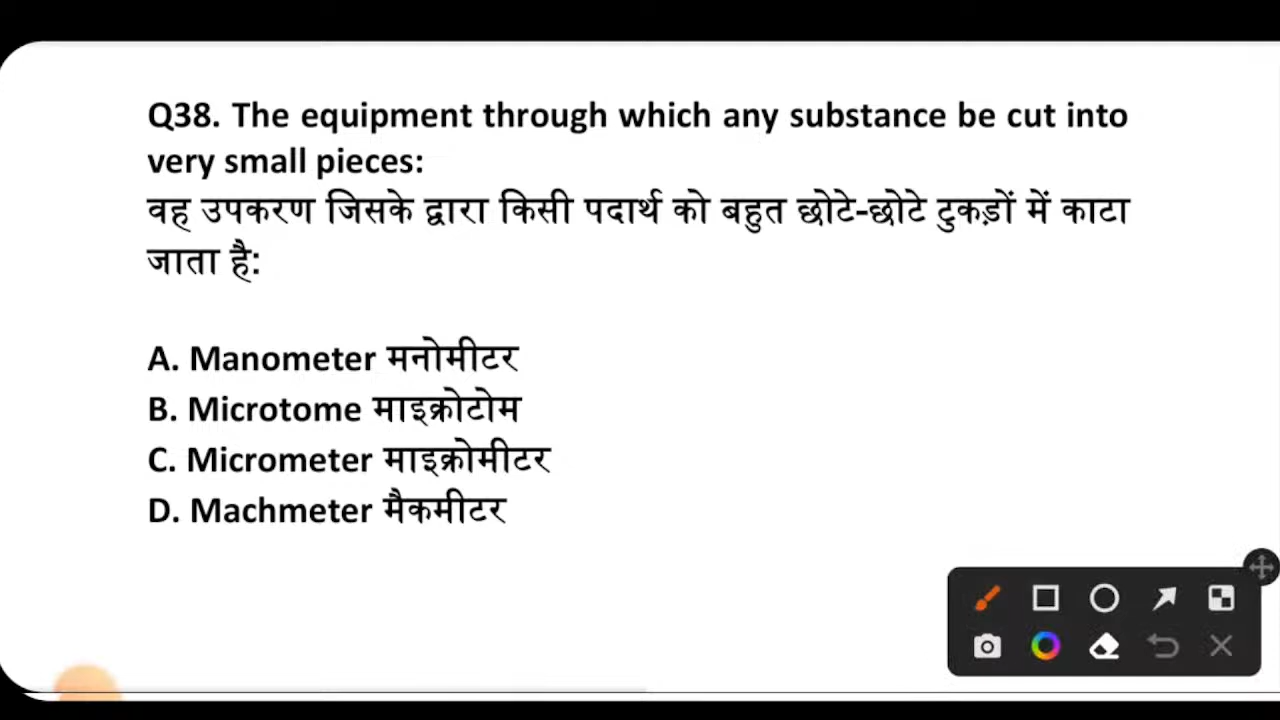 Q38. The equipment through which any substance be cut into
very small pieces:
वह उपकरण जिसके द्वारा किसी पदार्थ को बहुत छोटे-छोटे टुकड़ों में काटा
जाता है:
A. Manometer मनोमीटर
B. Microtome माइक्रोटोम
C. Micrometer माइक्रोमीटर
D. Machmeter मैकमीटर